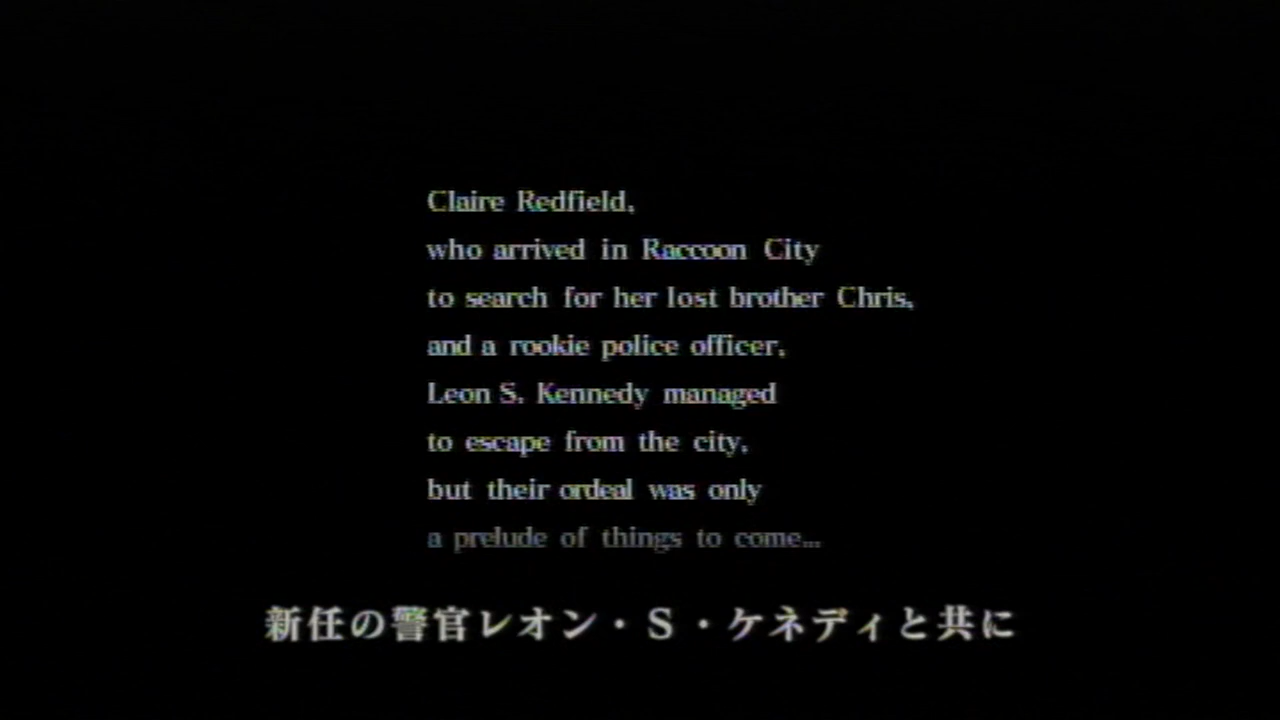 Claire Redfield,
who arrived in Raccoon City
to search for her lost brother Chris,
and a rookie police officer,
Leon S. Kennedy managed
to escape from the city,
but their ordeal was only
a prelude of things to come...
新任の警官レオン・S・ケネディと共に